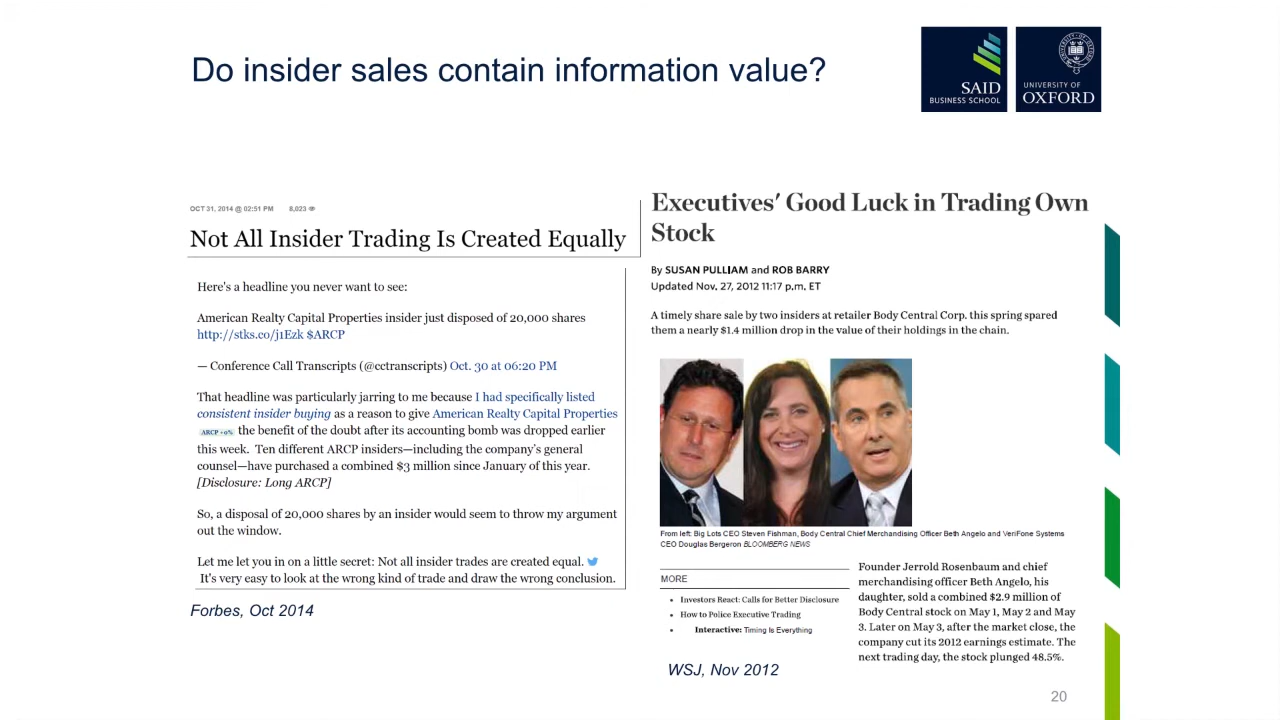 Do insider sales contain information value?
SAID
BUSINESS SCHOOL
UNIVERSITY OF
OXFORD
OCT 31, 2014 @ 02:51 PM 8,023
Not All Insider Trading Is Created Equally
Here's a headline you never want to see:
American Realty Capital Properties insider just disposed of 20,000 shares
http://stks.co/j1Ezk $ARCP
— Conference Call Transcripts (@cctranscripts) Oct. 30 at 06:20 PM
That headline was particularly jarring to me because I had specifically listed
consistent insider buying as a reason to give American Realty Capital Properties
ARCP +0% the benefit of the doubt after its accounting bomb was dropped earlier
this week. Ten different ARCP insiders—including the company's general
counsel—have purchased a combined $3 million since January of this year.
[Disclosure: Long ARCP]
So, a disposal of 20,000 shares by an insider would seem to throw my argument
out the window.
Let me let you in on a little secret: Not all insider trades are created equal.
It's very easy to look at the wrong kind of trade and draw the wrong conclusion.
Forbes, Oct 2014
Executives' Good Luck in Trading Own
Stock
By SUSAN PULLIAM and ROB BARRY
Updated Nov. 27, 2012 11:17 p.m. ET
A timely share sale by two insiders at retailer Body Central Corp. this spring spared
them a nearly $1.4 million drop in the value of their holdings in the chain.
From left: Big Lots CEO Steven Fishman, Body Central Chief Merchandising Officer Beth Angelo and VeriFone Systems
CEO Douglas Bergeron BLOOMBERG NEWS
MORE
• Investors React: Calls for Better Disclosure
• How to Police Executive Trading
• Interactive: Timing Is Everything
Founder Jerrold Rosenbaum and chief
merchandising officer Beth Angelo, his
daughter, sold a combined $2.9 million of
Body Central stock on May 1, May 2 and May
3. Later on May 3, after the market close, the
company cut its 2012 earnings estimate. The
next trading day, the stock plunged 48.5%.
WSJ, Nov 2012
20